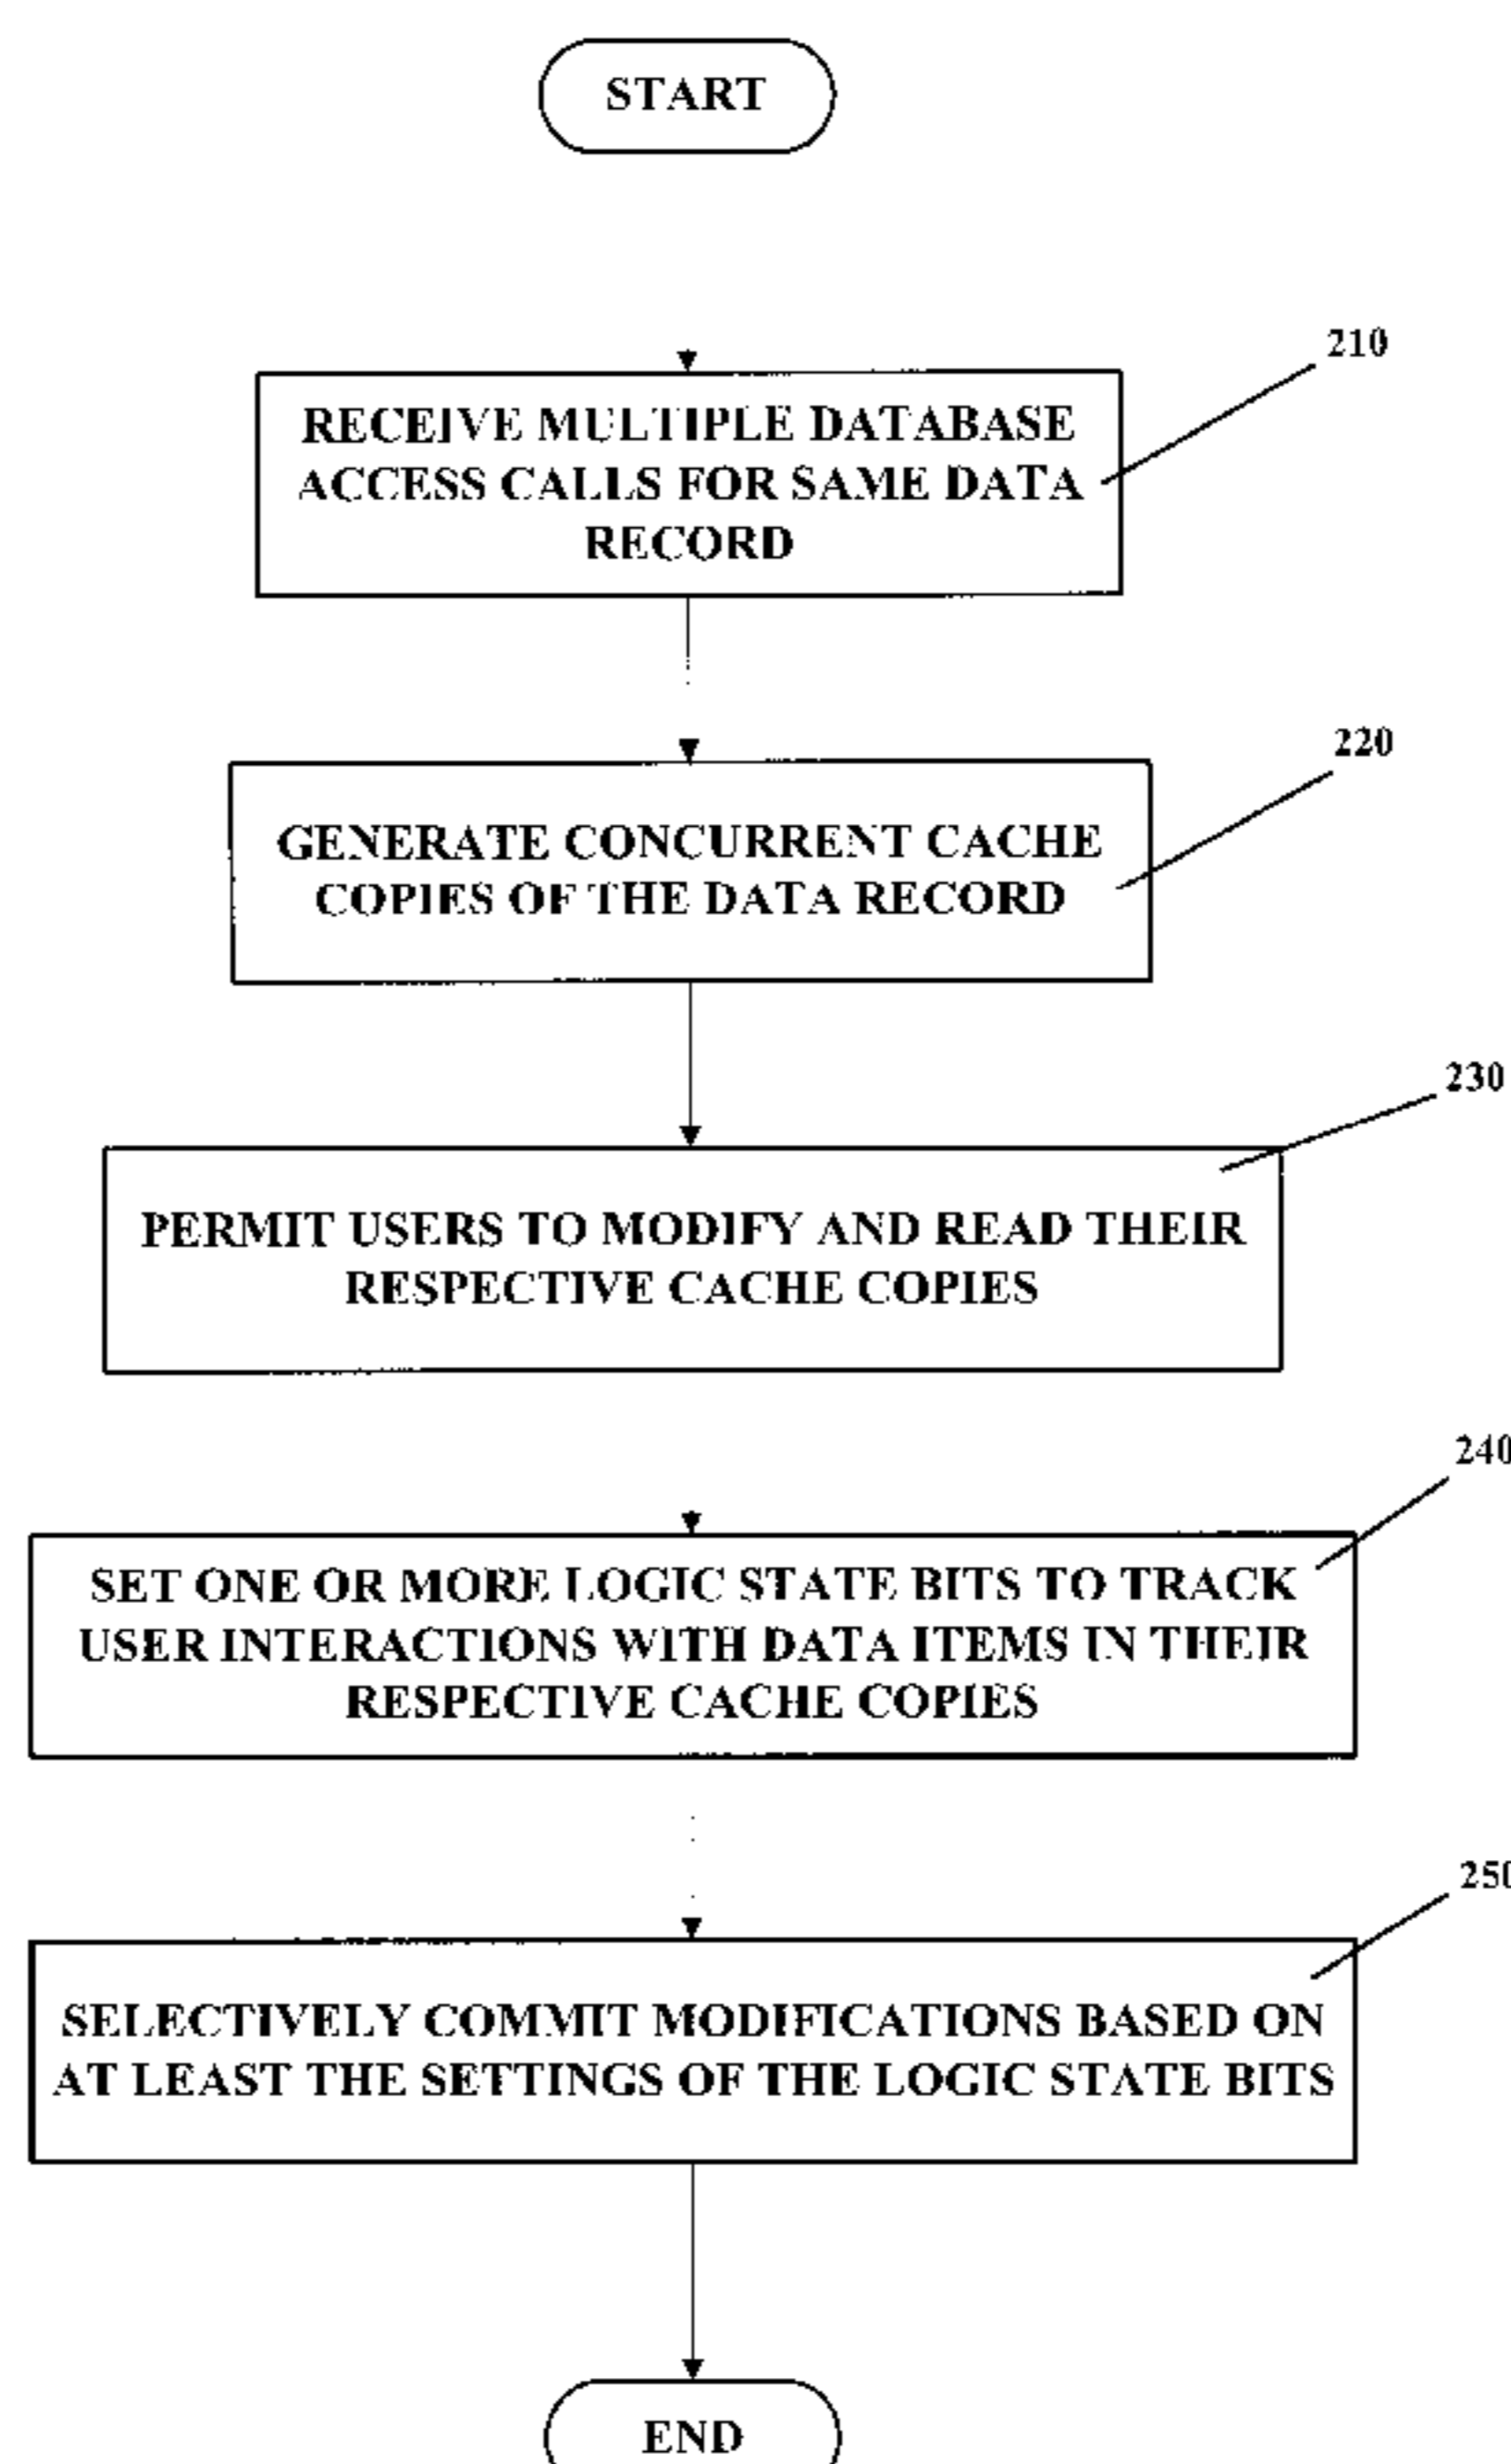 START
210
RECEIVE MULTIPLE DATABASE
ACCESS CALLS FOR SAME DATA
RECORD
220
GENERATE CONCURRENT CACHE
COPIES OF THE DATA RECORD
230
PERMIT USERS TO MODIFY AND READ THEIR
RESPECTIVE CACHE COPIES
240
SET ONE OR MORE LOGIC STATE BITS TO TRACK
USER INTERACTIONS WITH DATA ITEMS IN THEIR
RESPECTIVE CACHE COPIES
250
SELECTIVELY COMMIT MODIFICATIONS BASED ON
AT LEAST THE SETTINGS OF THE LOGIC STATE BITS
END